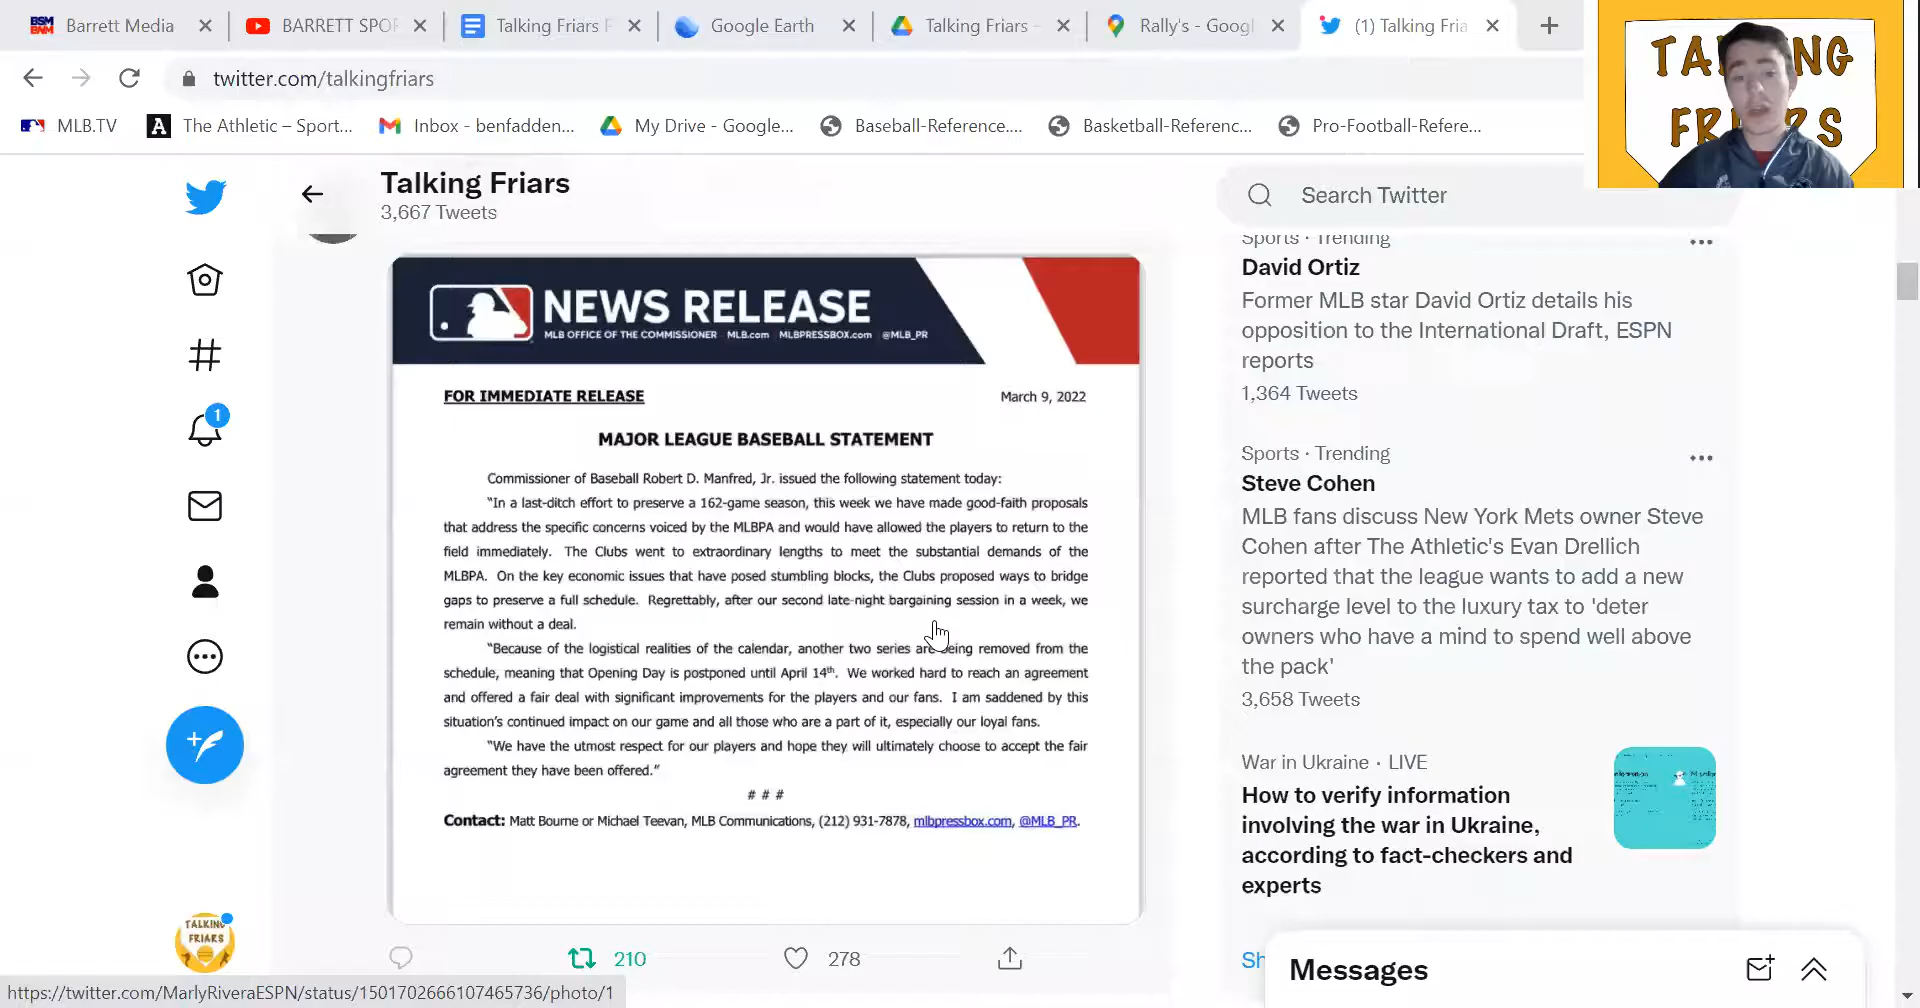 BSM
BNM
Barrett Media
BARRETT SPO
Talking Friars F
Google Earth
Talking Friars -
Rally's - Googl
(1) Talking Fria
twitter.com/talkingfriars
MLB.TV
A
The Athletic – Sport...
Inbox - benfadden...
My Drive - Google...
Baseball-Reference....
Basketball-Referenc...
Pro-Football-Refere...
TA NG
FR RS
Talking Friars
3,667 Tweets
Search Twitter
NEWS RELEASE
MLB OFFICE OF THE COMMISSIONER MLB.com MLBPRESSBOX.com @MLB_PR
FOR IMMEDIATE RELEASE
March 9, 2022
MAJOR LEAGUE BASEBALL STATEMENT
Commissioner of Baseball Robert D. Manfred, Jr. issued the following statement today:
"In a last-ditch effort to preserve a 162-game season, this week we have made good-faith proposals
that address the specific concerns voiced by the MLBPA and would have allowed the players to return to the
field immediately. The Clubs went to extraordinary lengths to meet the substantial demands of the
MLBPA. On the key economic issues that have posed stumbling blocks, the Clubs proposed ways to bridge
gaps to preserve a full schedule. Regrettably, after our second late-night bargaining session in a week, we
remain without a deal.
"Because of the logistical realities of the calendar, another two series are being removed from the
schedule, meaning that Opening Day is postponed until April 14th. We worked hard to reach an agreement
and offered a fair deal with significant improvements for the players and our fans. I am saddened by this
situation's continued impact on our game and all those who are a part of it, especially our loyal fans.
"We have the utmost respect for our players and hope they will ultimately choose to accept the fair
agreement they have been offered."
# # #
Contact: Matt Bourne or Michael Teevan, MLB Communications, (212) 931-7878, mlbpressbox.com, @MLB_PR.
210
278
Sports · Trending
David Ortiz
Former MLB star David Ortiz details his
opposition to the International Draft, ESPN
reports
1,364 Tweets
Sports · Trending
Steve Cohen
MLB fans discuss New York Mets owner Steve
Cohen after The Athletic's Evan Drellich
reported that the league wants to add a new
surcharge level to the luxury tax to 'deter
owners who have a mind to spend well above
the pack'
3,658 Tweets
War in Ukraine · LIVE
How to verify information
involving the war in Ukraine,
according to fact-checkers and
experts
Sh
Messages
1
TALKING
FRIARS
https://twitter.com/MarlyRiveraESPN/status/1501702666107465736/photo/1